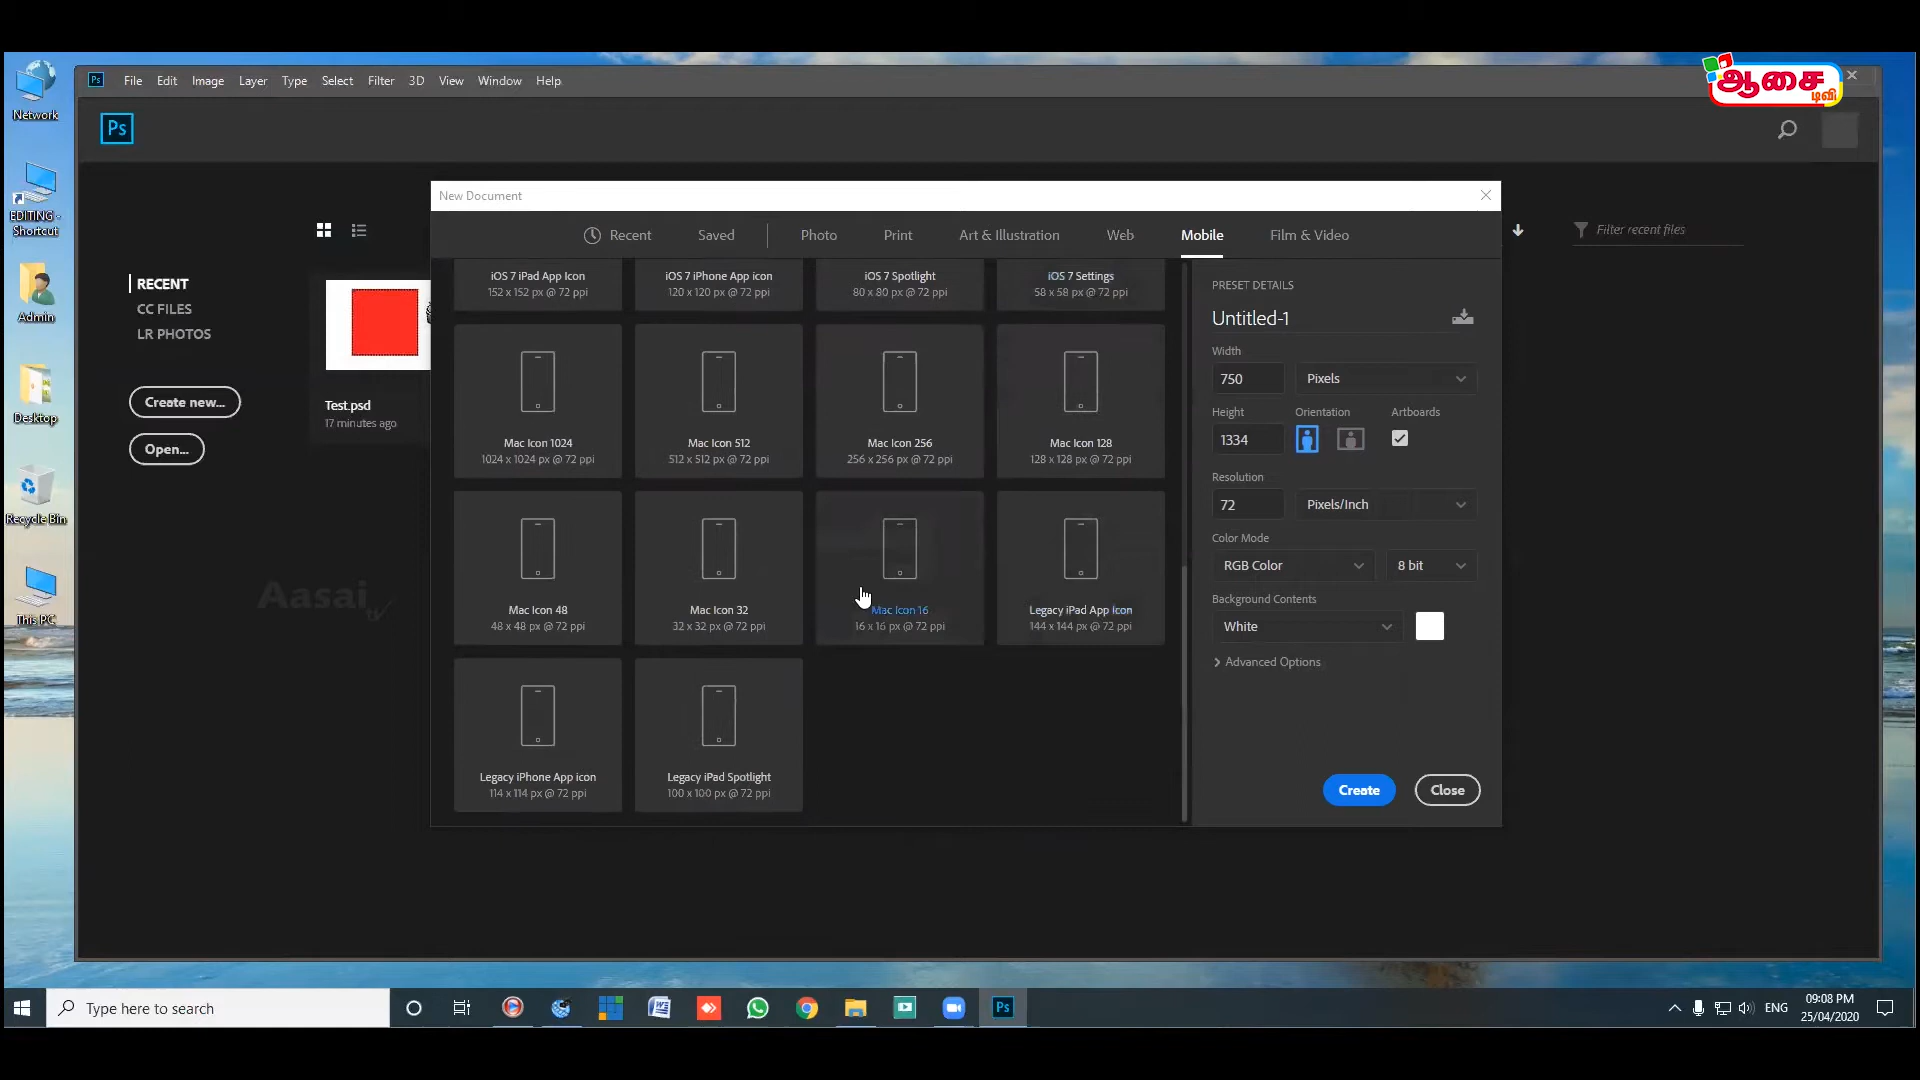 ஆசை
டிவி
Network
EDITING -
Shortcut
Admin
Desktop
Recycle Bin
This PC
Ps
File Edit Image Layer Type Select Filter 3D View Window Help
Ps
RECENT
CC FILES
LR PHOTOS
Create new...
Open...
Test.psd
17 minutes ago
Aasai tv
Filter recent files
New Document
Recent Saved Photo Print Art & Illustration Web Mobile Film & Video
iOS 7 iPad App Icon
152 x 152 px @ 72 ppi
iOS 7 iPhone App icon
120 x 120 px @ 72 ppi
iOS 7 Spotlight
80 x 80 px @ 72 ppi
iOS 7 Settings
58 x 58 px @ 72 ppi
Mac Icon 1024
1024 x 1024 px @ 72 ppi
Mac Icon 512
512 x 512 px @ 72 ppi
Mac Icon 256
256 x 256 px @ 72 ppi
Mac Icon 128
128 x 128 px @ 72 ppi
Mac Icon 48
48 x 48 px @ 72 ppi
Mac Icon 32
32 x 32 px @ 72 ppi
Mac Icon 16
16 x 16 px @ 72 ppi
Legacy iPad App Icon
144 x 144 px @ 72 ppi
Legacy iPhone App icon
114 x 114 px @ 72 ppi
Legacy iPad Spotlight
100 x 100 px @ 72 ppi
PRESET DETAILS
Untitled-1
Width
750 Pixels
Height Orientation Artboards
1334
Resolution
72 Pixels/Inch
Color Mode
RGB Color 8 bit
Background Contents
White
Advanced Options
Create Close
Type here to search
Ps
ENG
09:08 PM
25/04/2020